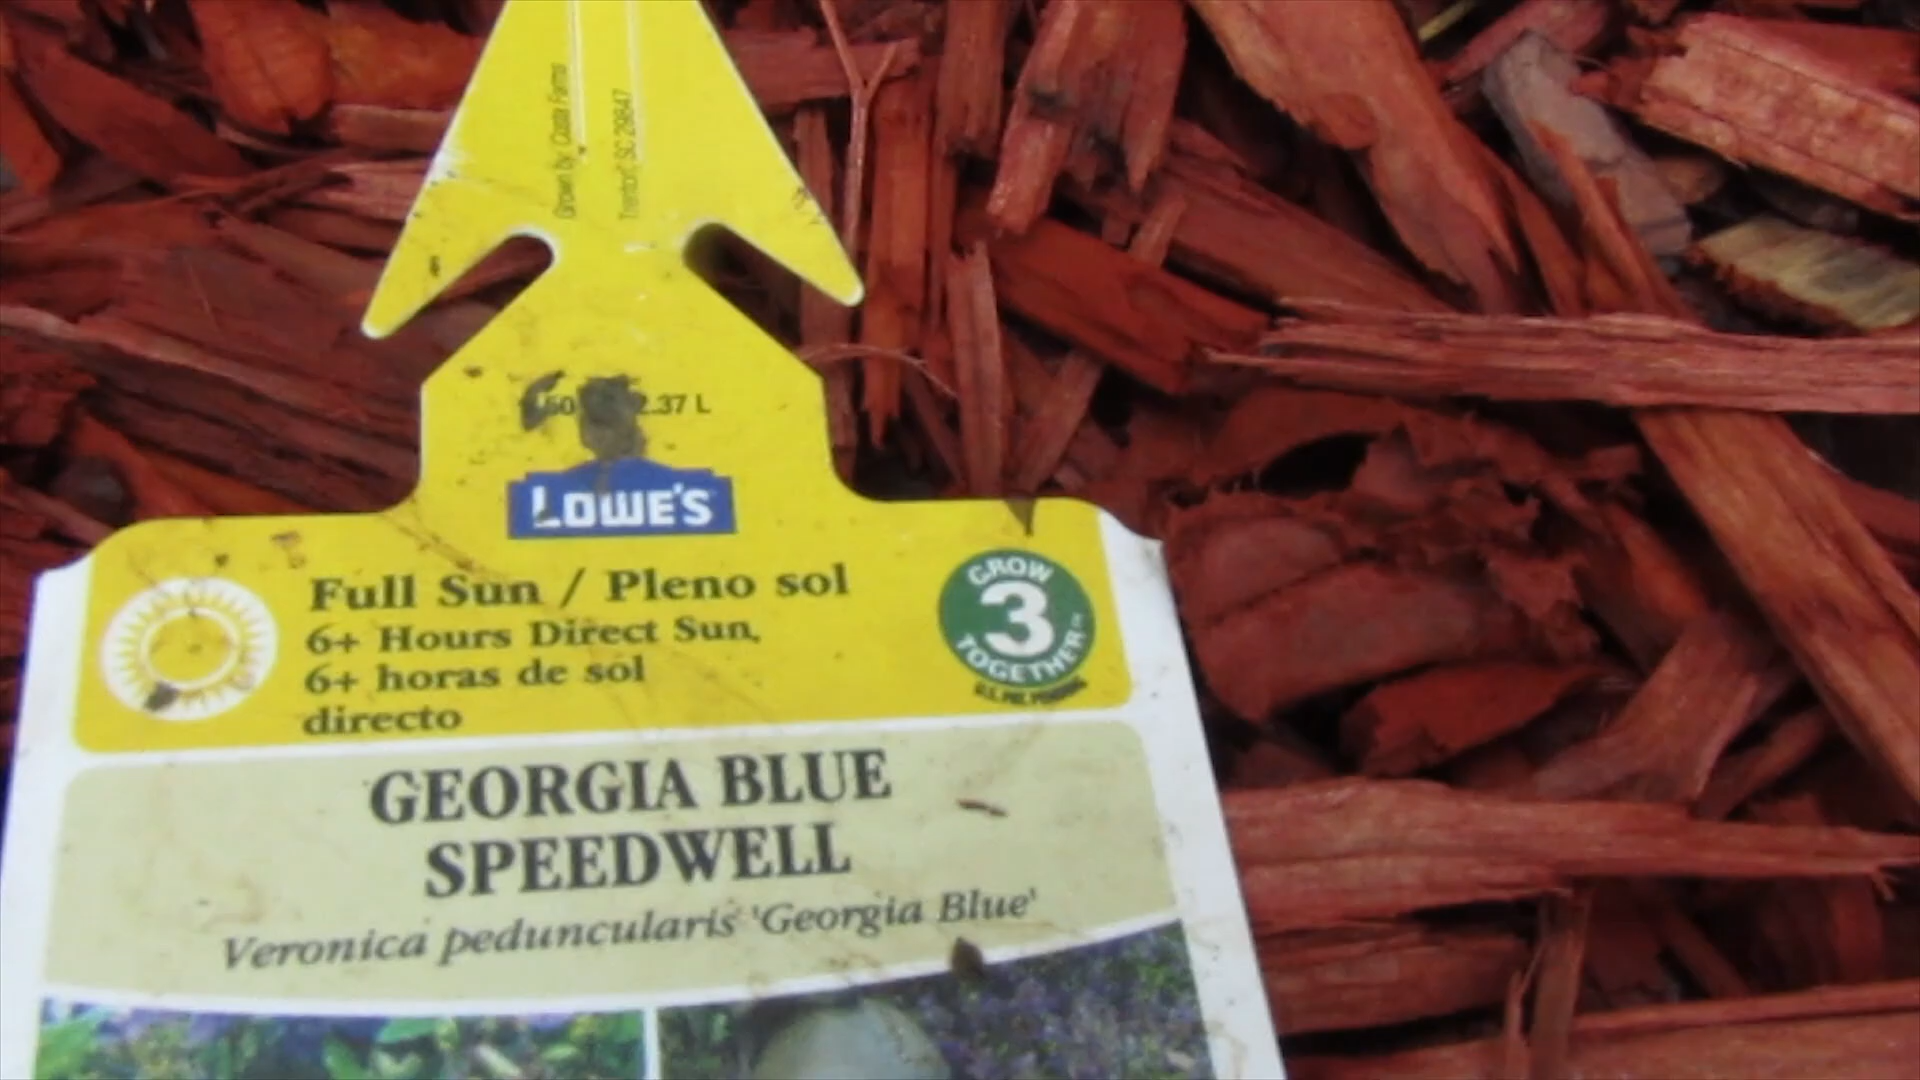 Grown by Costa Farms
Trenton, SC 29847
2.37 L
LOWE'S
Full Sun / Pleno sol
6+ Hours Direct Sun,
6+ horas de sol
directo
GROW
3
TOGETHER™
GEORGIA BLUE
SPEEDWELL
Veronica peduncularis 'Georgia Blue'